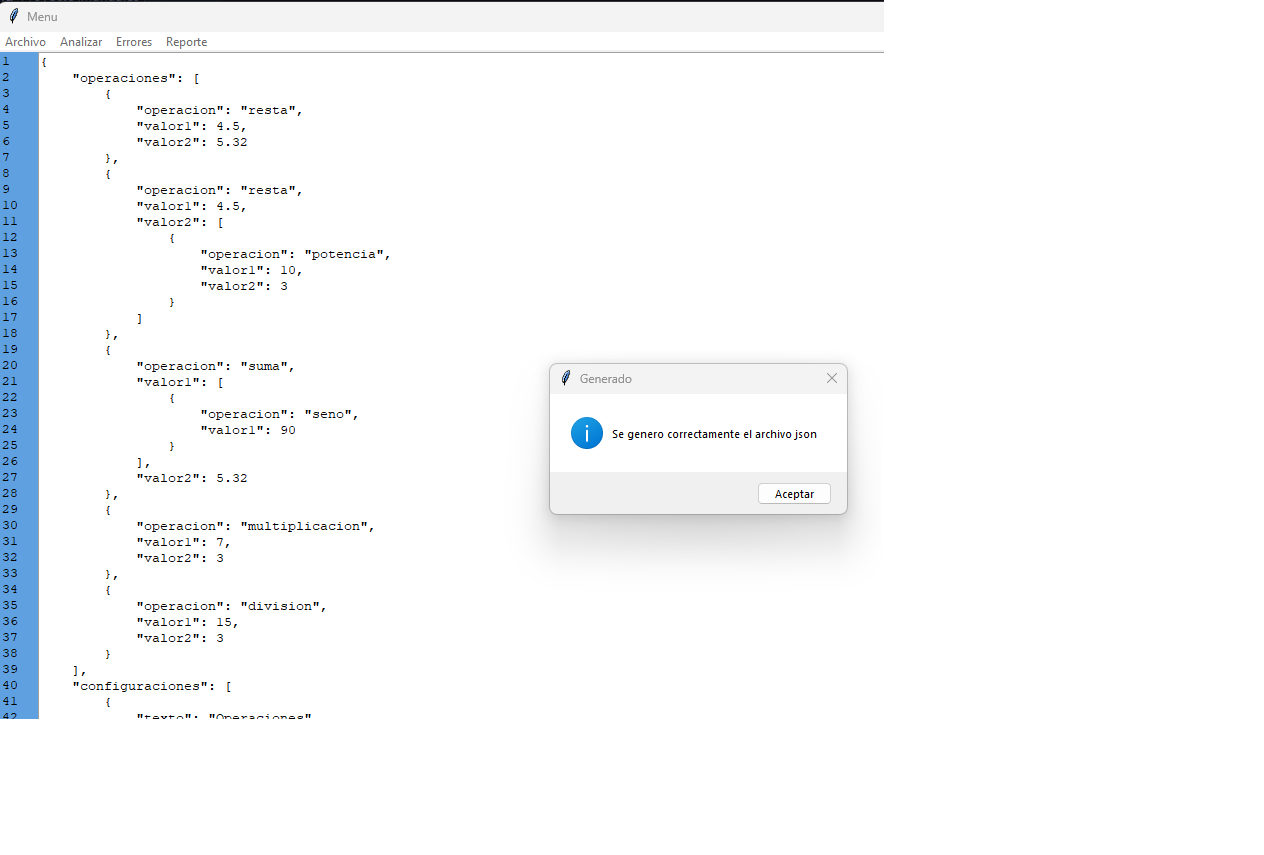 Menu
Archivo Analizar Errores Reporte
1 {
2 "operaciones": [
3 {
4 "operacion": "resta",
5 "valor1": 4.5,
6 "valor2": 5.32
7 },
8 {
9 "operacion": "resta",
10 "valor1": 4.5,
11 "valor2": [
12 {
13 "operacion": "potencia",
14 "valor1": 10,
15 "valor2": 3
16 }
17 ]
18 },
19 {
20 "operacion": "suma",
21 "valor1": [
22 {
23 "operacion": "seno",
24 "valor1": 90
25 }
26 ],
27 "valor2": 5.32
28 },
29 {
30 "operacion": "multiplicacion",
31 "valor1": 7,
32 "valor2": 3
33 },
34 {
35 "operacion": "division",
36 "valor1": 15,
37 "valor2": 3
38 }
39 ],
40 "configuraciones": [
41 {
42 "texto": "Operaciones"
Generado
Se genero correctamente el archivo json
Aceptar